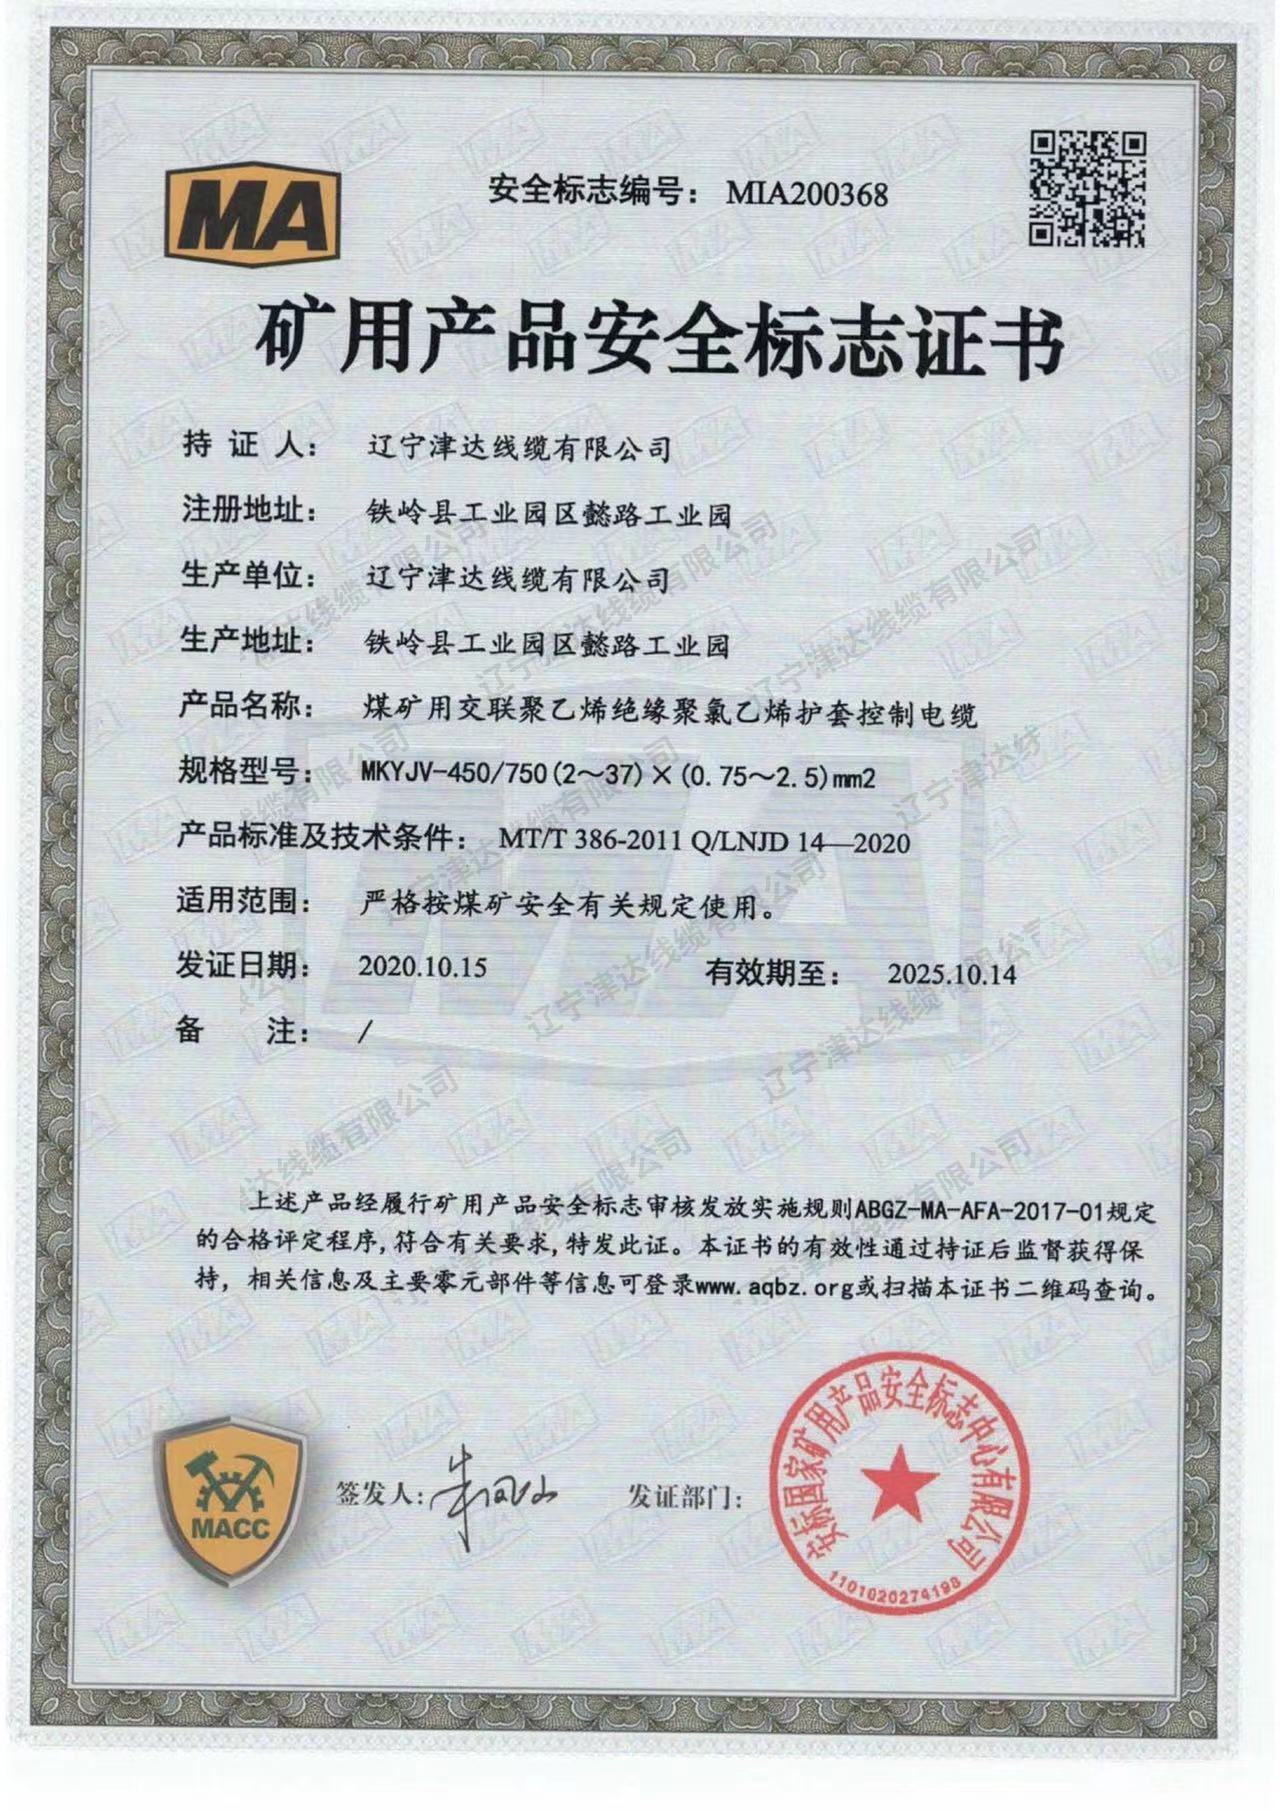 MA
安全标志编号： MIA200368
矿用产品安全标志证书
持 证 人： 辽宁津达线缆有限公司
注册地址： 铁岭县工业园区懿路工业园
生产单位： 辽宁津达线缆有限公司
生产地址： 铁岭县工业园区懿路工业园
产品名称： 煤矿用交联聚乙烯绝缘聚氯乙烯护套控制电缆
规格型号： MKYJV-450/750(2～37)×(0.75～2.5)mm2
产品标准及技术条件： MT/T 386-2011 Q/LNJD 14—2020
适用范围： 严格按煤矿安全有关规定使用。
发证日期： 2020.10.15 有效期至： 2025.10.14
备 注： /
上述产品经履行矿用产品安全标志审核发放实施规则ABGZ-MA-AFA-2017-01规定
的合格评定程序,符合有关要求,特发此证。本证书的有效性通过持证后监督获得保
持，相关信息及主要零元部件等信息可登录www.aqbz.org或扫描本证书二维码查询。
MACC
签发人:
发证部门:
安标国家矿用产品安全标志中心有限公司
1101020274198
辽宁津达线缆有限公司